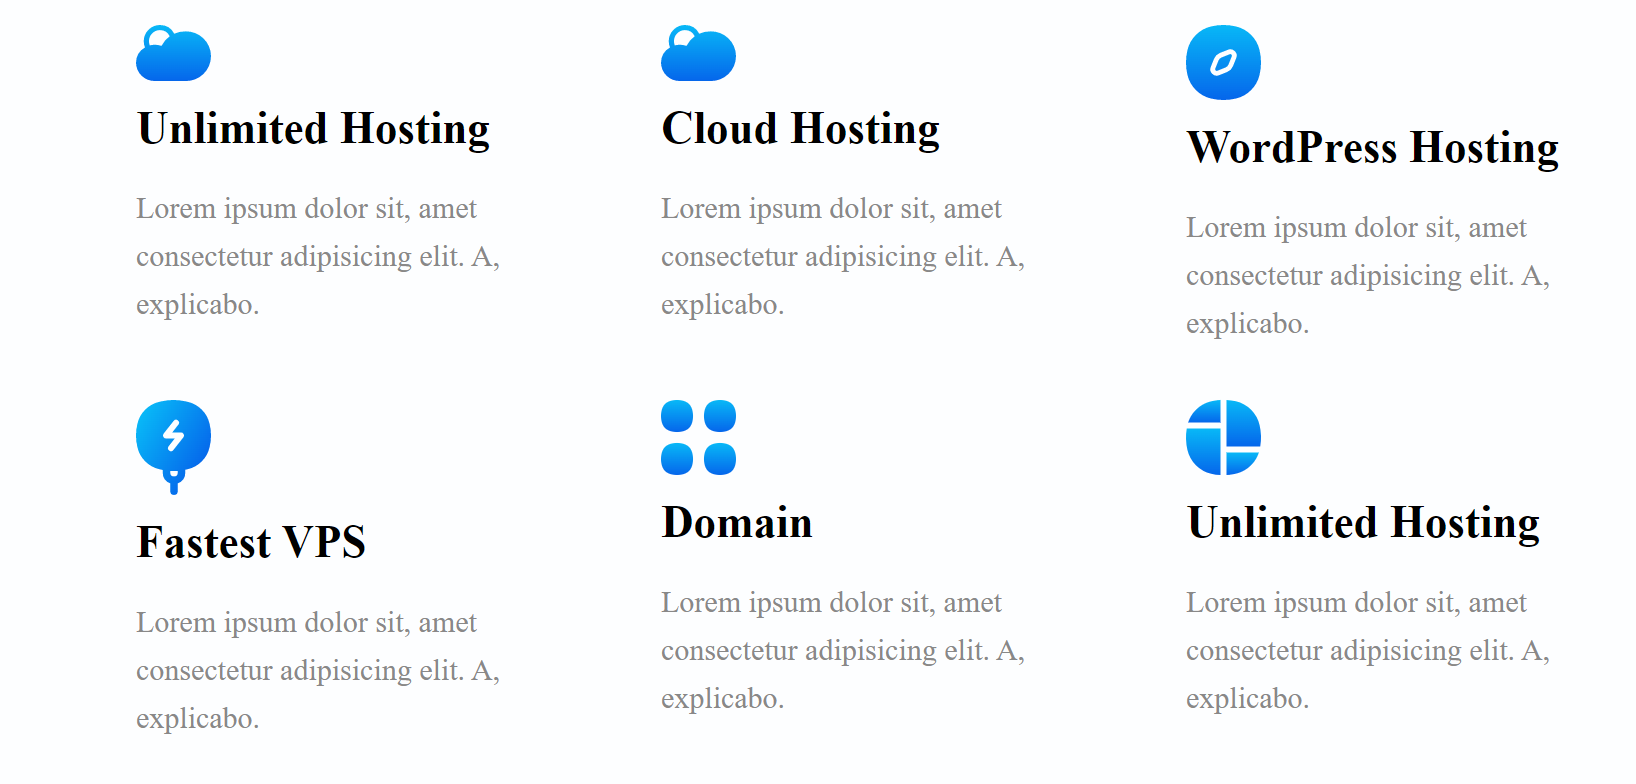 Unlimited Hosting
Lorem ipsum dolor sit, amet
consectetur adipisicing elit. A,
explicabo.
Cloud Hosting
Lorem ipsum dolor sit, amet
consectetur adipisicing elit. A,
explicabo.
WordPress Hosting
Lorem ipsum dolor sit, amet
consectetur adipisicing elit. A,
explicabo.
Fastest VPS
Lorem ipsum dolor sit, amet
consectetur adipisicing elit. A,
explicabo.
Domain
Lorem ipsum dolor sit, amet
consectetur adipisicing elit. A,
explicabo.
Unlimited Hosting
Lorem ipsum dolor sit, amet
consectetur adipisicing elit. A,
explicabo.